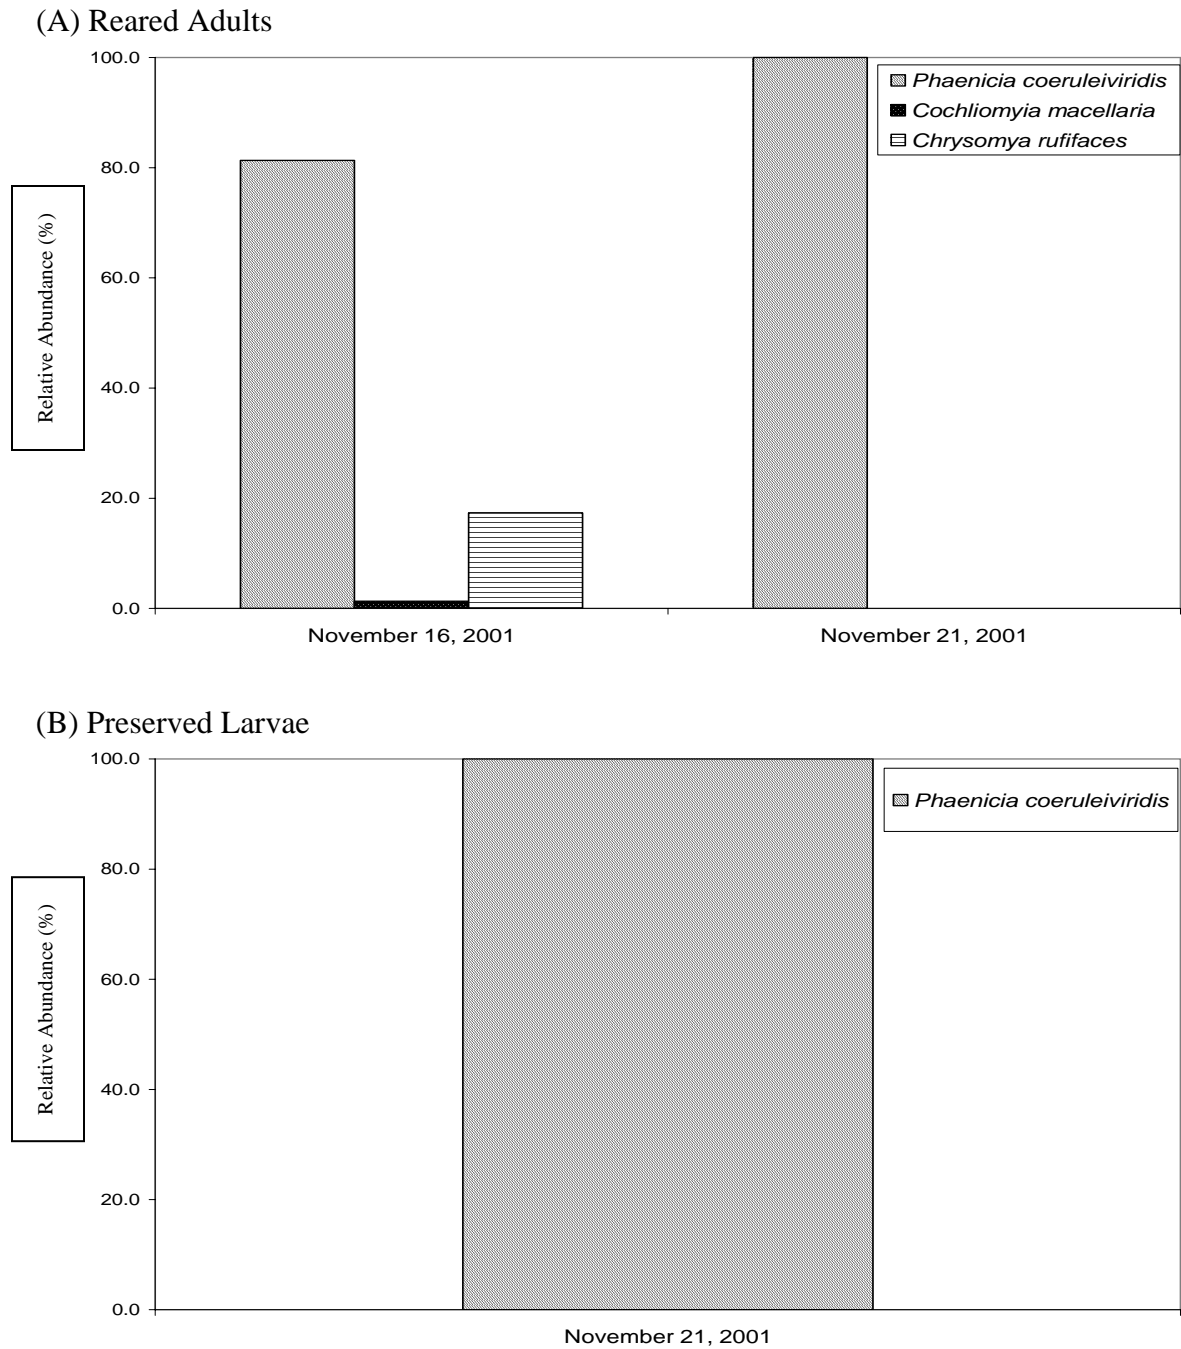 (A) Reared Adults
100.0
80.0
60.0
40.0
20.0
0.0
Relative Abundance (%)
Phaenicia coeruleiviridis
Cochliomyia macellaria
Chrysomya rufifaces
November 16, 2001
November 21, 2001
(B) Preserved Larvae
100.0
80.0
60.0
40.0
20.0
0.0
Relative Abundance (%)
Phaenicia coeruleiviridis
November 21, 2001